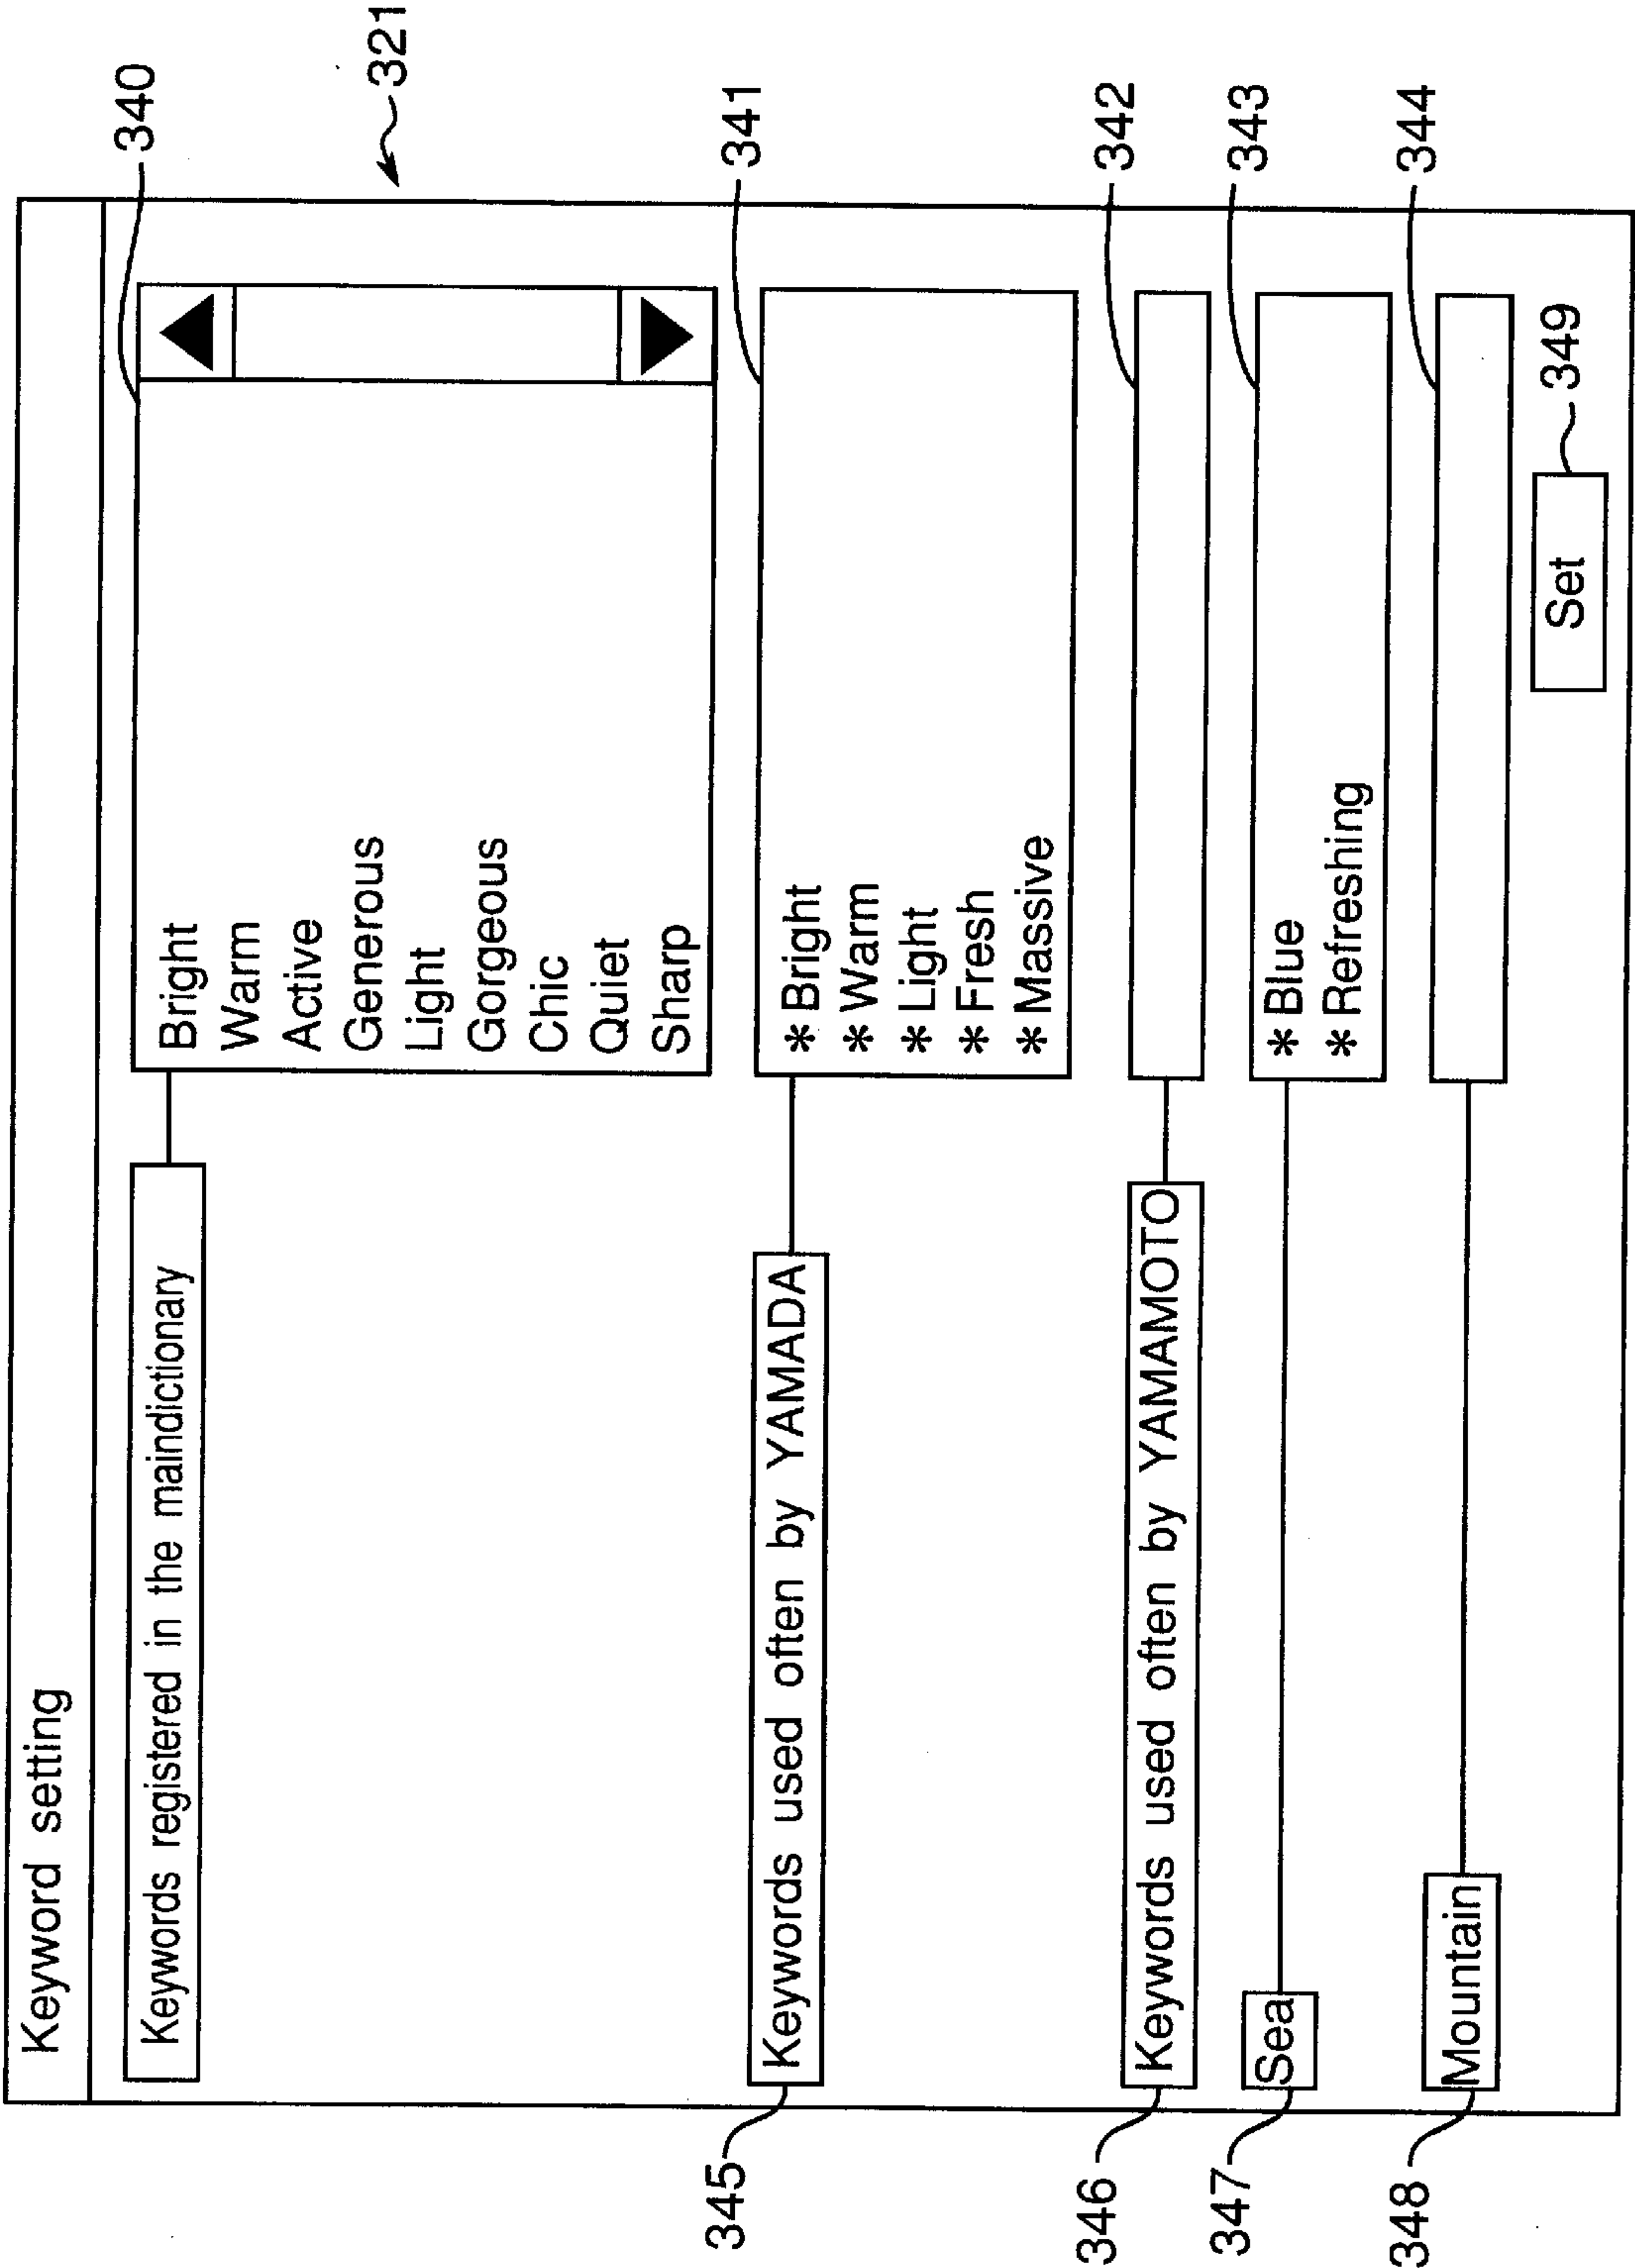 Keyword setting
340
321
Keywords registered in the maindictionary
Bright
Warm
Active
Generous
Light
Gorgeous
Chic
Quiet
Sharp
345
Keywords used often by YAMADA
341
* Bright
* Warm
* Light
* Fresh
* Massive
346
Keywords used often by YAMAMOTO
342
347
Sea
343
* Blue
* Refreshing
348
Mountain
344
Set
349